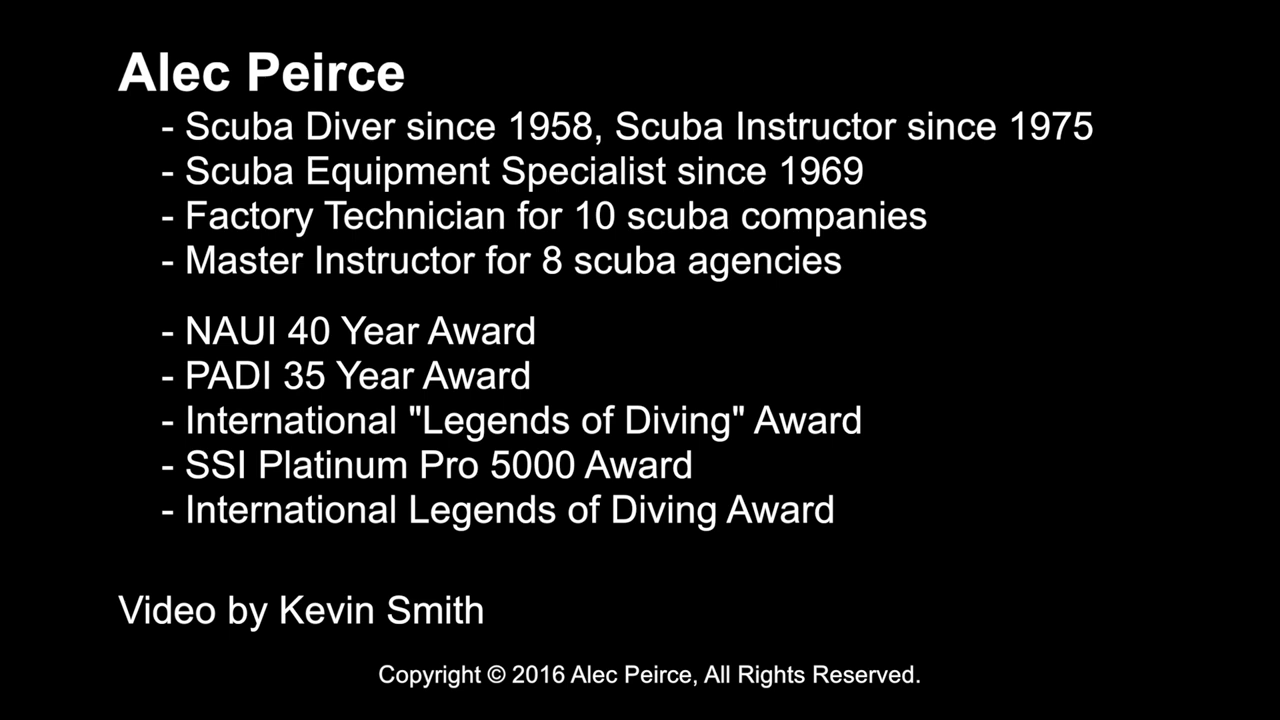 Alec Peirce
- Scuba Diver since 1958, Scuba Instructor since 1975
- Scuba Equipment Specialist since 1969
- Factory Technician for 10 scuba companies
- Master Instructor for 8 scuba agencies
- NAUI 40 Year Award
- PADI 35 Year Award
- International "Legends of Diving" Award
- SSI Platinum Pro 5000 Award
- International Legends of Diving Award
Video by Kevin Smith
Copyright © 2016 Alec Peirce, All Rights Reserved.